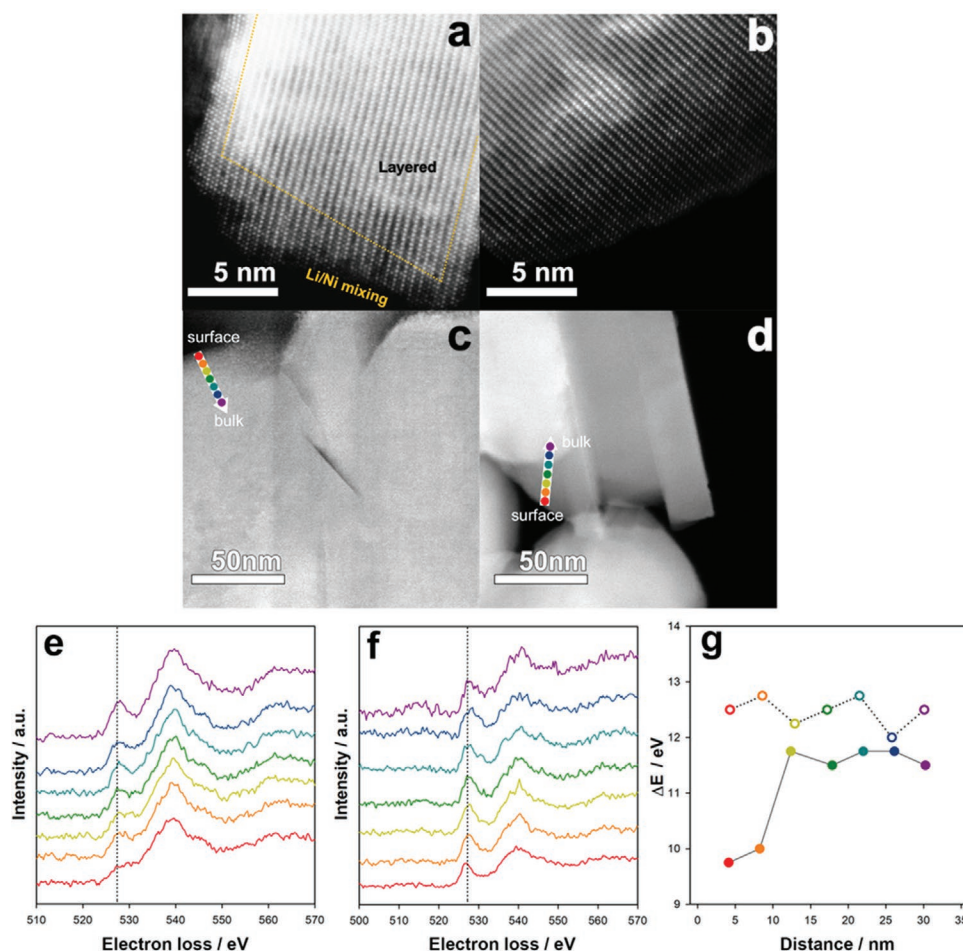 a
b
Layered
Li/Ni mixing
5 nm
5 nm
c
d
surface
bulk
bulk
surface
50nm
50nm
e
f
g
Intensity / a.u.
510 520 530 540 550 560 570
Electron loss / eV
Intensity / a.u.
500 510 520 530 540 550 560 570
Electron loss / eV
ΔE / eV
14
13
12
11
10
9
0 5 10 15 20 25 30 35
Distance / nm